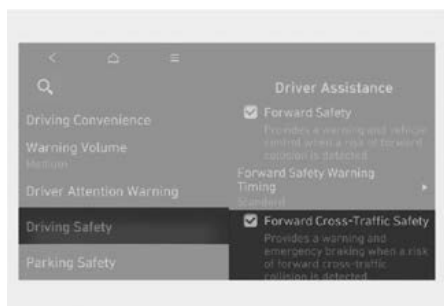 Driver Assistance
Driving Convenience
Warning Volume
Medium
Driver Attention Warning
Driving Safety
Parking Safety
Forward Safety
Provides a warning and vehicle
control when a risk of forward
collision is detected
Forward Safety Warning
Timing
Standard
Forward Cross-Traffic Safety
Provides a warning and
emergency braking when a risk
of forward cross-traffic
collision is detected